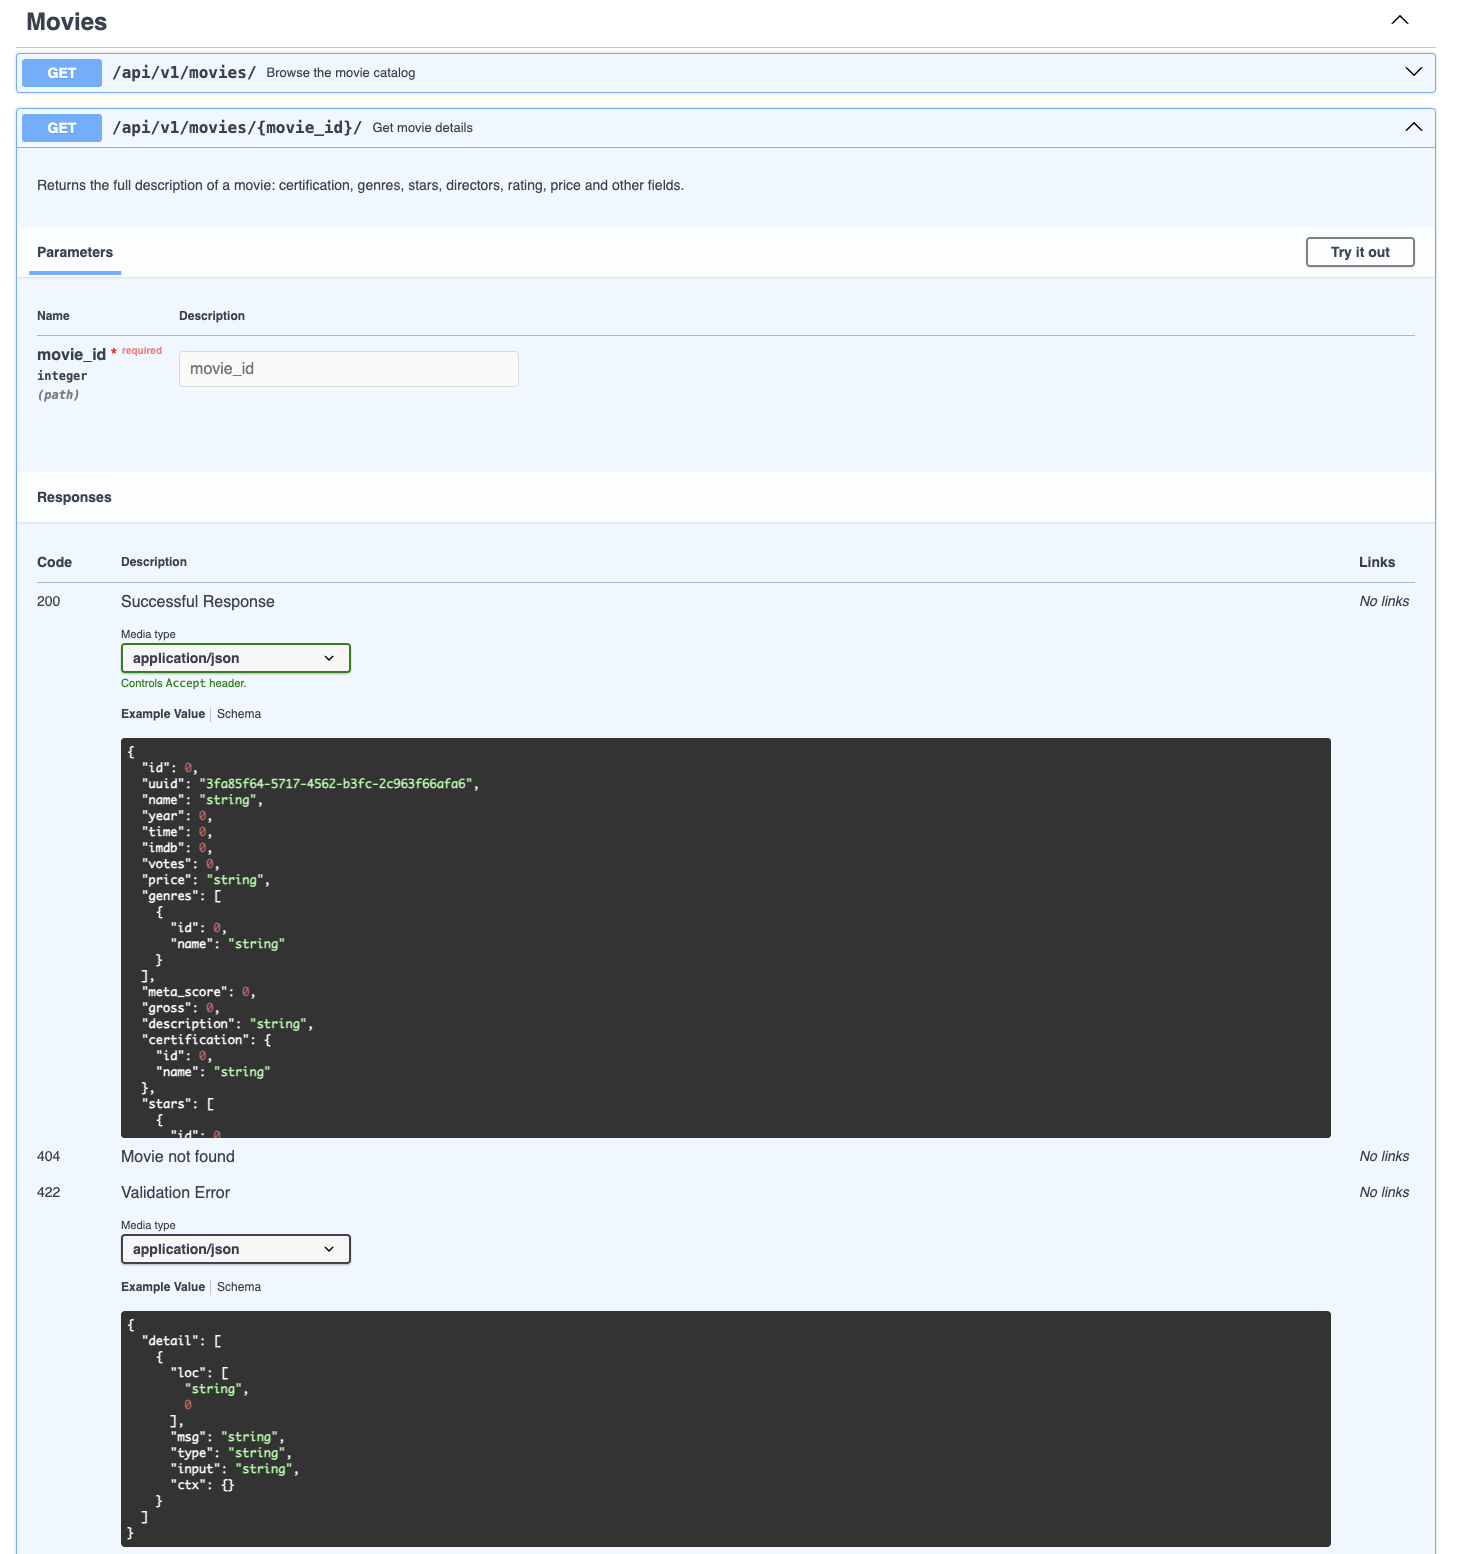 Movies
GET /api/v1/movies/ Browse the movie catalog
GET /api/v1/movies/{movie_id}/ Get movie details
Returns the full description of a movie: certification, genres, stars, directors, rating, price and other fields.
Parameters
Try it out
Name Description
movie_id * required
integer
(path)
movie_id
Responses
Code Description Links
200 Successful Response No links
Media type
application/json
Controls Accept header.
Example Value Schema
{
  "id": 0,
  "uuid": "3fa85f64-5717-4562-b3fc-2c963f66afa6",
  "name": "string",
  "year": 0,
  "time": 0,
  "imdb": 0,
  "votes": 0,
  "price": "string",
  "genres": [
    {
      "id": 0,
      "name": "string"
    }
  ],
  "meta_score": 0,
  "gross": 0,
  "description": "string",
  "certification": {
    "id": 0,
    "name": "string"
  },
  "stars": [
    {
      "id": 0
404 Movie not found No links
422 Validation Error No links
Media type
application/json
Example Value Schema
{
  "detail": [
    {
      "loc": [
        "string",
        0
      ],
      "msg": "string",
      "type": "string",
      "input": "string",
      "ctx": {}
    }
  ]
}